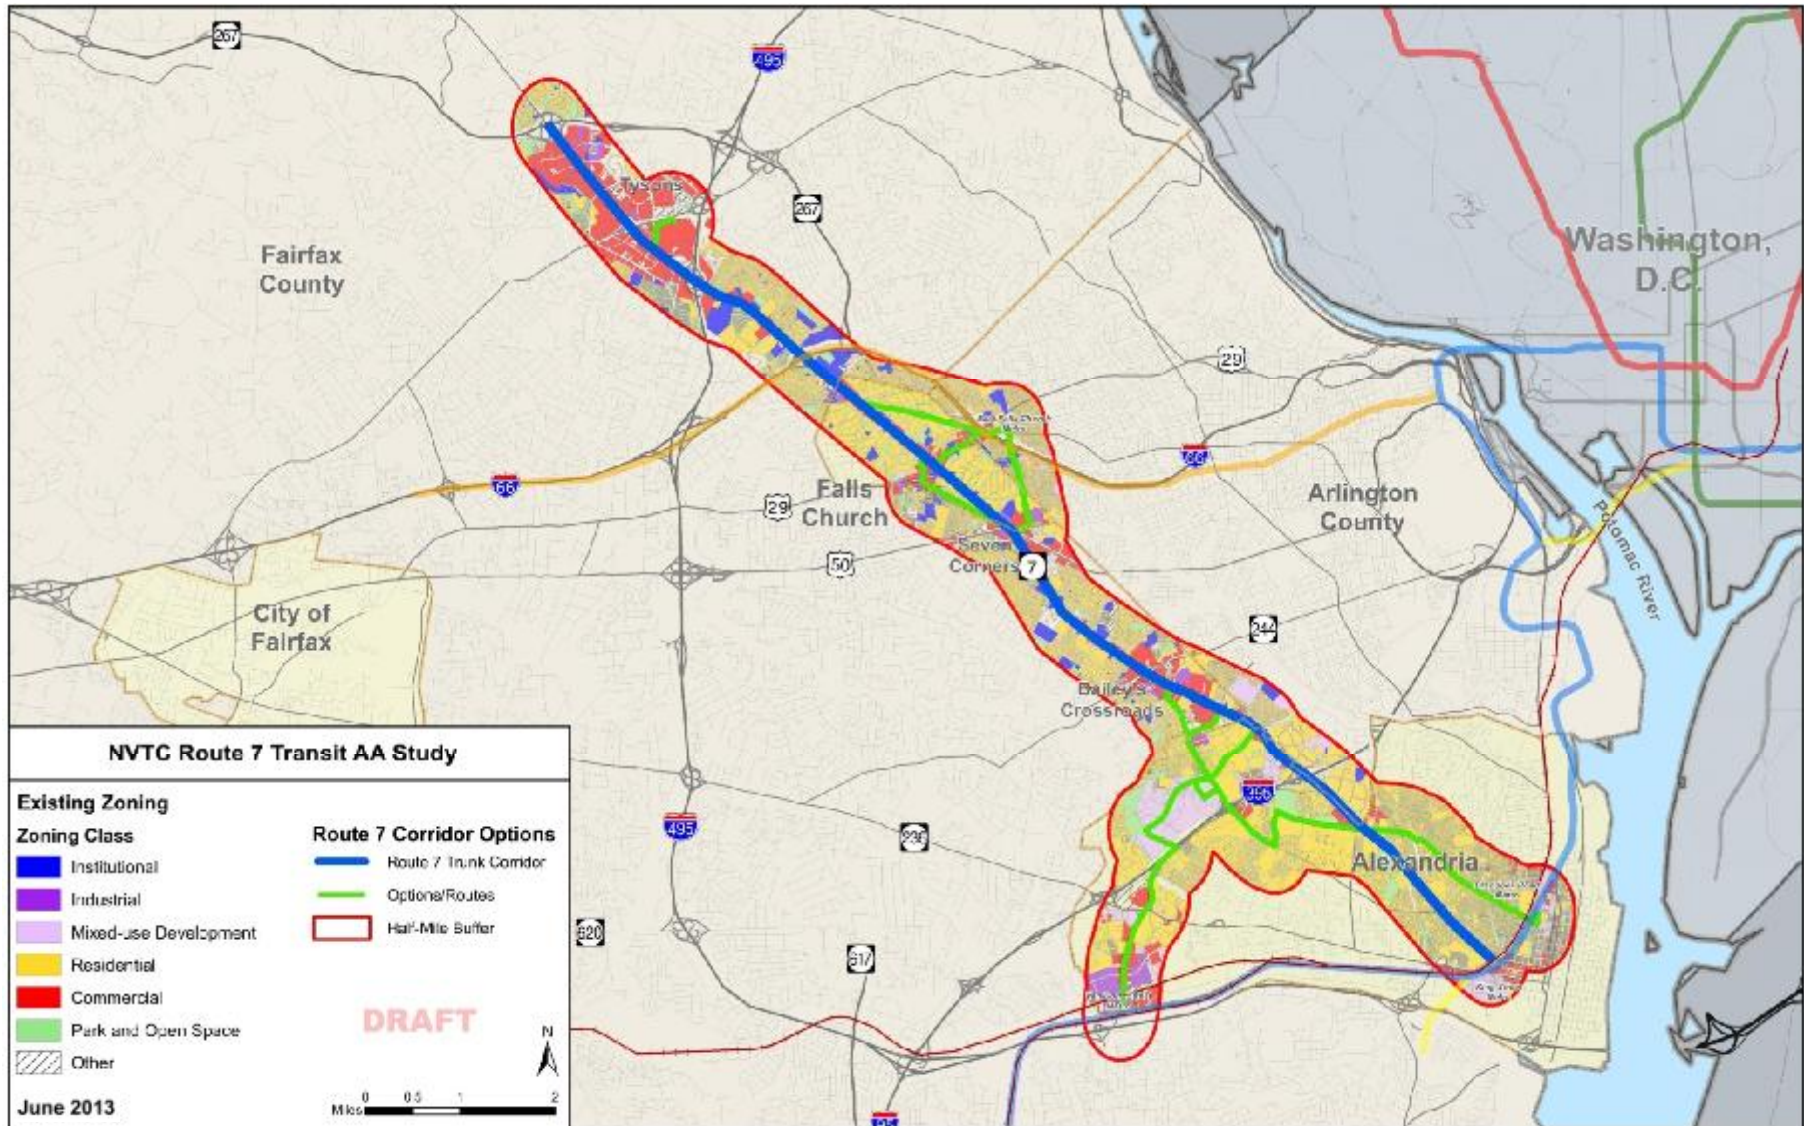 267
495
Tysons
267
Fairfax
County
Washington,
D.C.
29
66
66
Falls
Church
29
Arlington
County
Potomac River
Seven
Corners
7
50
City of
Fairfax
244
Bailey's
Crossroads
395
495
236
Alexandria
620
617
95
NVTC Route 7 Transit AA Study
Existing Zoning
Zoning Class
Institutional
Industrial
Mixed-use Development
Residential
Commercial
Park and Open Space
Other
June 2013
Route 7 Corridor Options
Route 7 Trunk Corridor
Options/Routes
Half-Mile Buffer
DRAFT
N
0 0.5 1 2
Miles